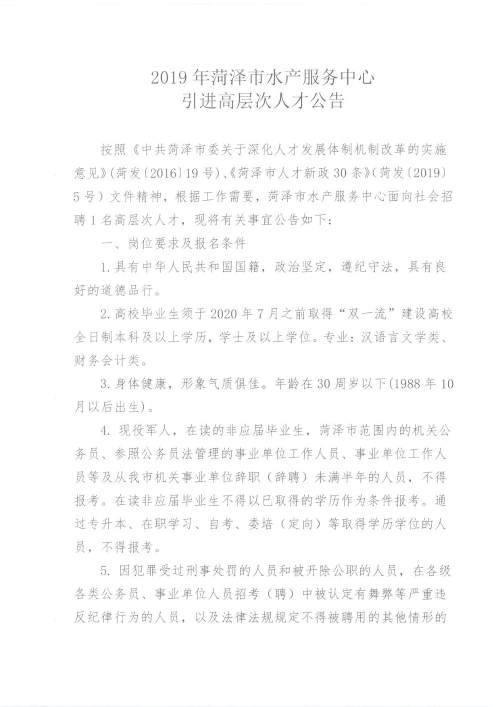 2019 年菏泽市水产服务中心
引进高层次人才公告
按照《中共菏泽市委关于深化人才发展体制机制改革的实施
意见》(菏发〔2016〕19 号)、《菏泽市人才新政 30 条》(菏发〔2019〕
5 号）文件精神，根据工作需要，菏泽市水产服务中心面向社会招
聘 1 名高层次人才，现将有关事宜公告如下：
一、岗位要求及报名条件
1.具有中华人民共和国国籍，政治坚定，遵纪守法，具有良
好的道德品行。
2.高校毕业生须于 2020 年 7 月之前取得“双一流”建设高校
全日制本科及以上学历，学士及以上学位。专业：汉语言文学类、
财务会计类。
3.身体健康，形象气质俱佳。年龄在 30 周岁以下(1988 年 10
月以后出生)。
4. 现役军人，在读的非应届毕业生，菏泽市范围内的机关公
务员、参照公务员法管理的事业单位工作人员、事业单位工作人
员等及从我市机关事业单位辞职（辞聘）未满半年的人员，不得
报考。在读非应届毕业生不得以已取得的学历作为条件报考。通
过专升本、在职学习、自考、委培（定向）等取得学历学位的人
员，不得报考。
5. 因犯罪受过刑事处罚的人员和被开除公职的人员，在各级
各类公务员、事业单位人员招考（聘）中被认定有舞弊等严重违
反纪律行为的人员，以及法律法规规定不得被聘用的其他情形的